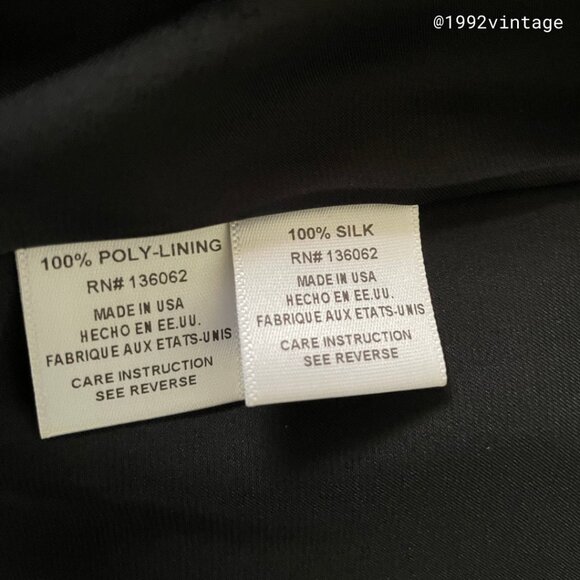 @1992vintage
100% POLY-LINING
RN# 136062
MADE IN USA
HECHO EN EE.UU.
FABRIQUE AUX ETATS-UNIS
CARE INSTRUCTION
SEE REVERSE
100% SILK
RN# 136062
MADE IN USA
HECHO EN EE.UU.
FABRIQUE AUX ETATS-UNIS
CARE INSTRUCTION
SEE REVERSE